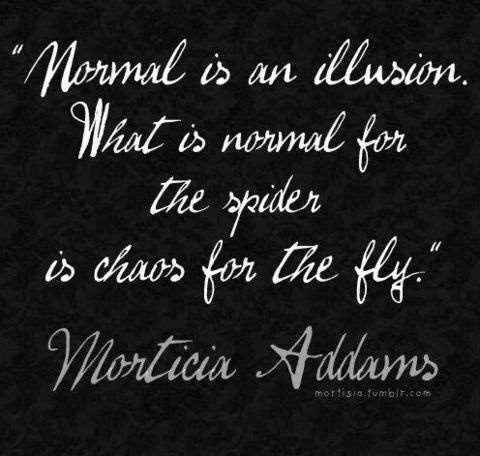 “Normal is an illusion.
What is normal for
the spider
is chaos for the fly.“
Morticia Addams
mortisia.tumblr.com